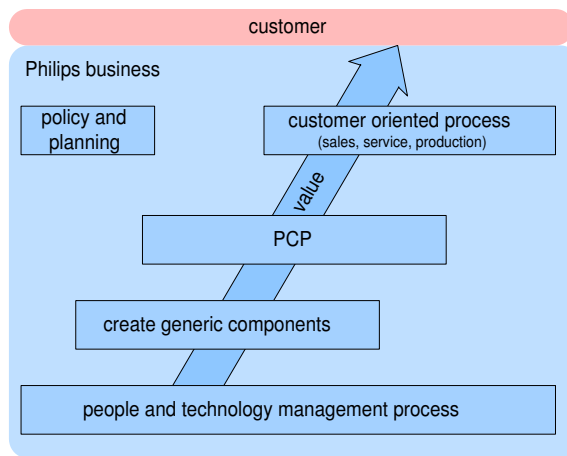 customer
Philips business
policy and
planning
customer oriented process
(sales, service, production)
value
PCP
create generic components
people and technology management process